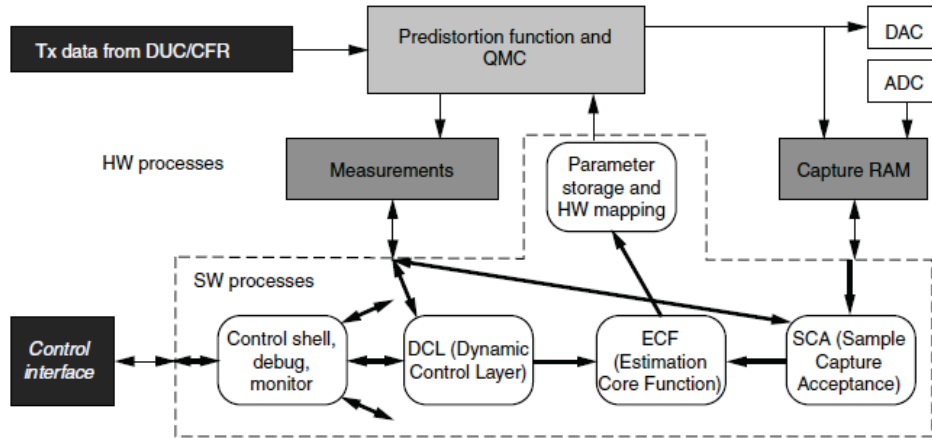 Tx data from DUC/CFR
Predistortion function and
QMC
DAC
ADC
HW processes
Measurements
Parameter
storage and
HW mapping
Capture RAM
SW processes
Control
interface
Control shell,
debug,
monitor
DCL (Dynamic
Control Layer)
ECF
(Estimation
Core Function)
SCA (Sample
Capture
Acceptance)